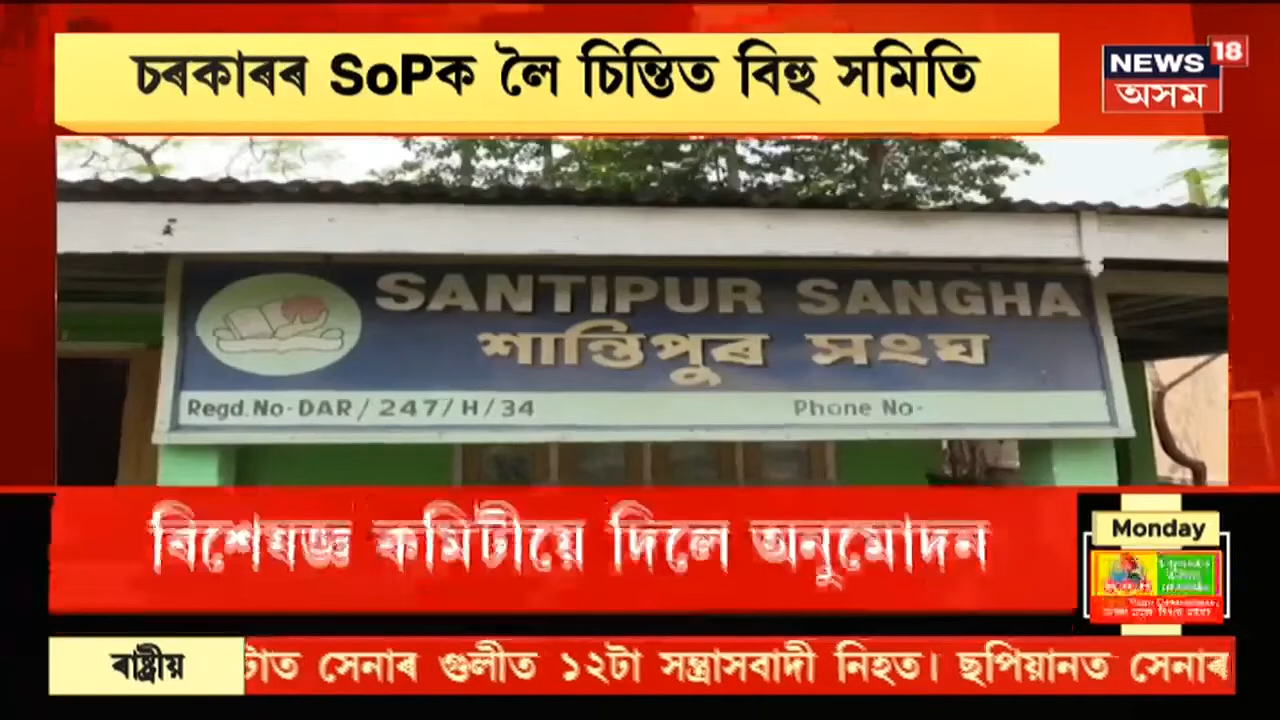 চৰকাৰৰ SoPক লৈ চিন্তিত বিহু সমিতি
NEWS 18
অসম
SANTIPUR SANGHA
শান্তিপুৰ সংঘ
Regd.No-DAR/247/H/34 Phone No-
বিশেষজ্ঞ কমিটীয়ে দিলে অনুমোদন
Monday
ৰাষ্ট্ৰীয় টাত সেনাৰ গুলীত ১২টা সন্ত্ৰাসবাদী নিহত। ছপিয়ানত সেনাৰ